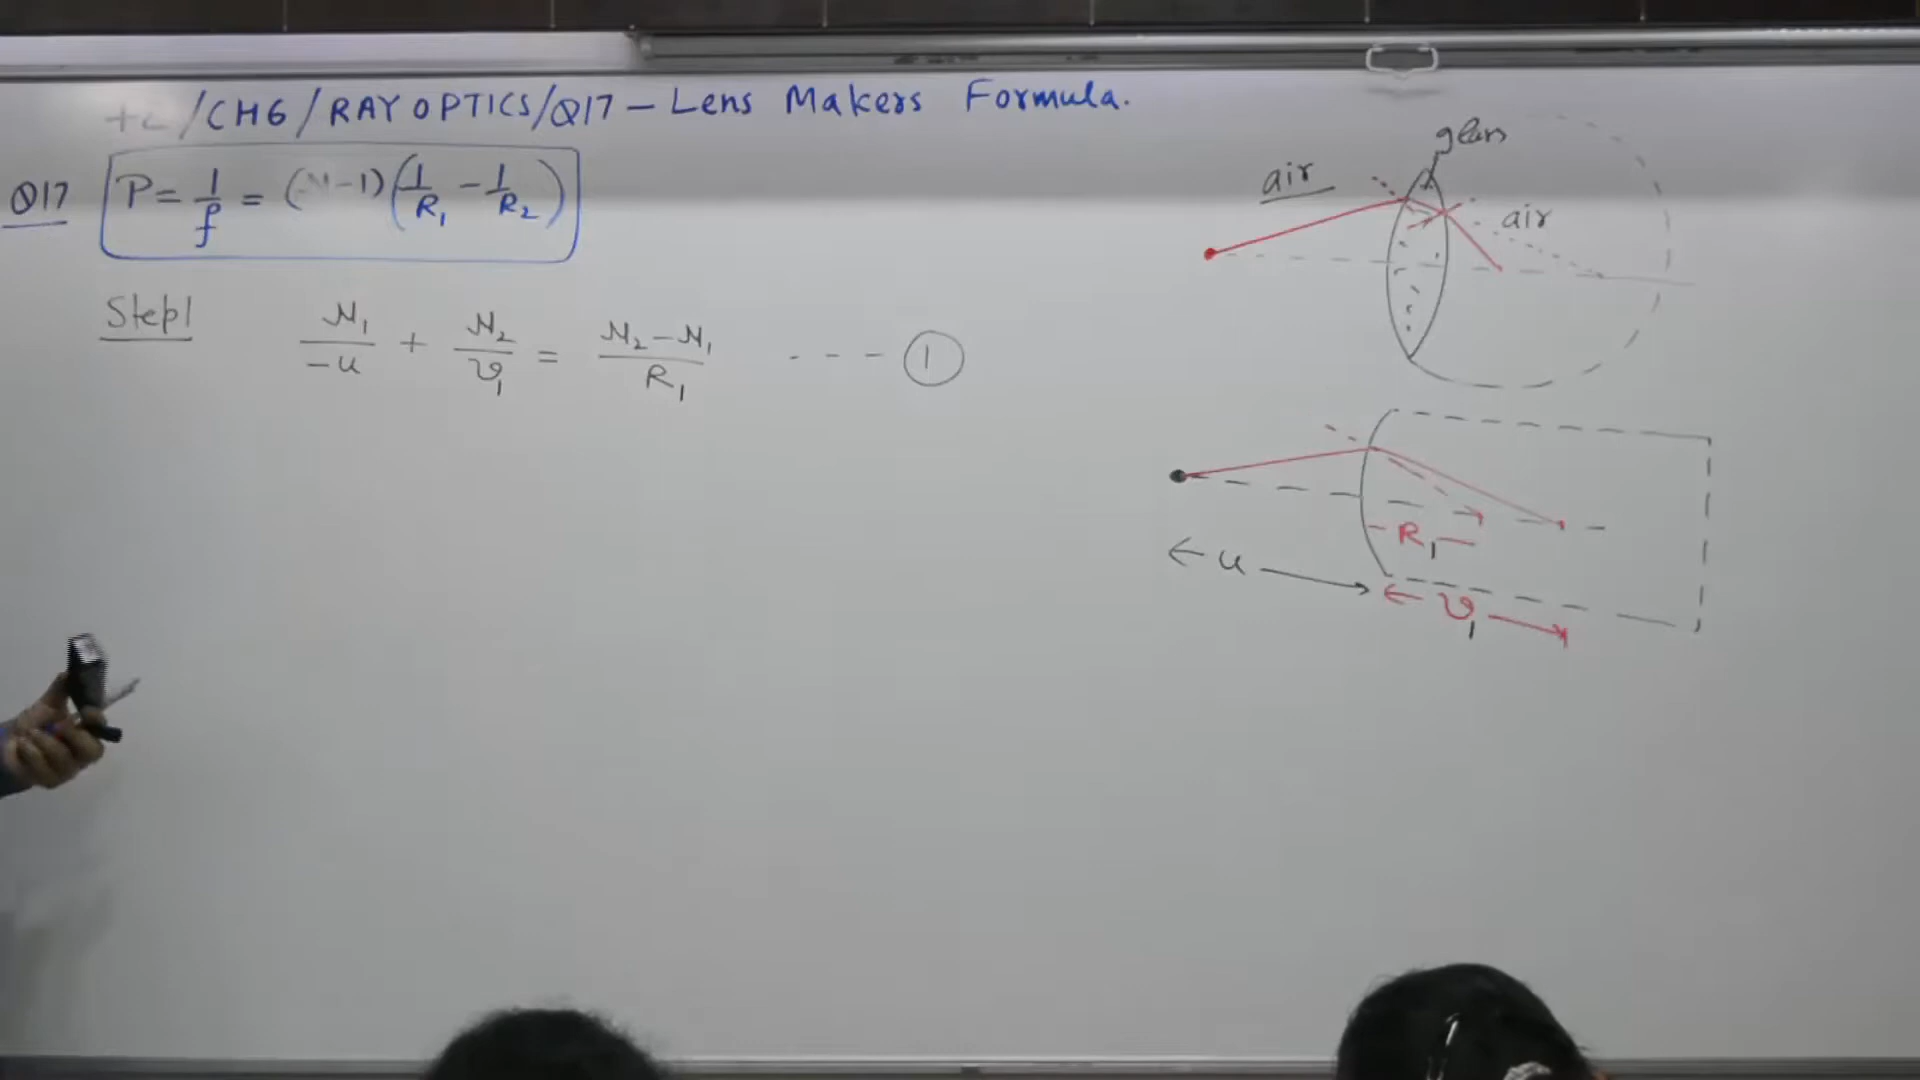 +2/CH6/RAY OPTICS/Q17 – Lens Makers Formula.
Q17 P = 1/f = (μ-1)(1/R₁ - 1/R₂)
Step1 μ₁/-u + μ₂/v₁ = μ₂-μ₁/R₁ ---- ①
glass
air
air
R₁
u
v₁